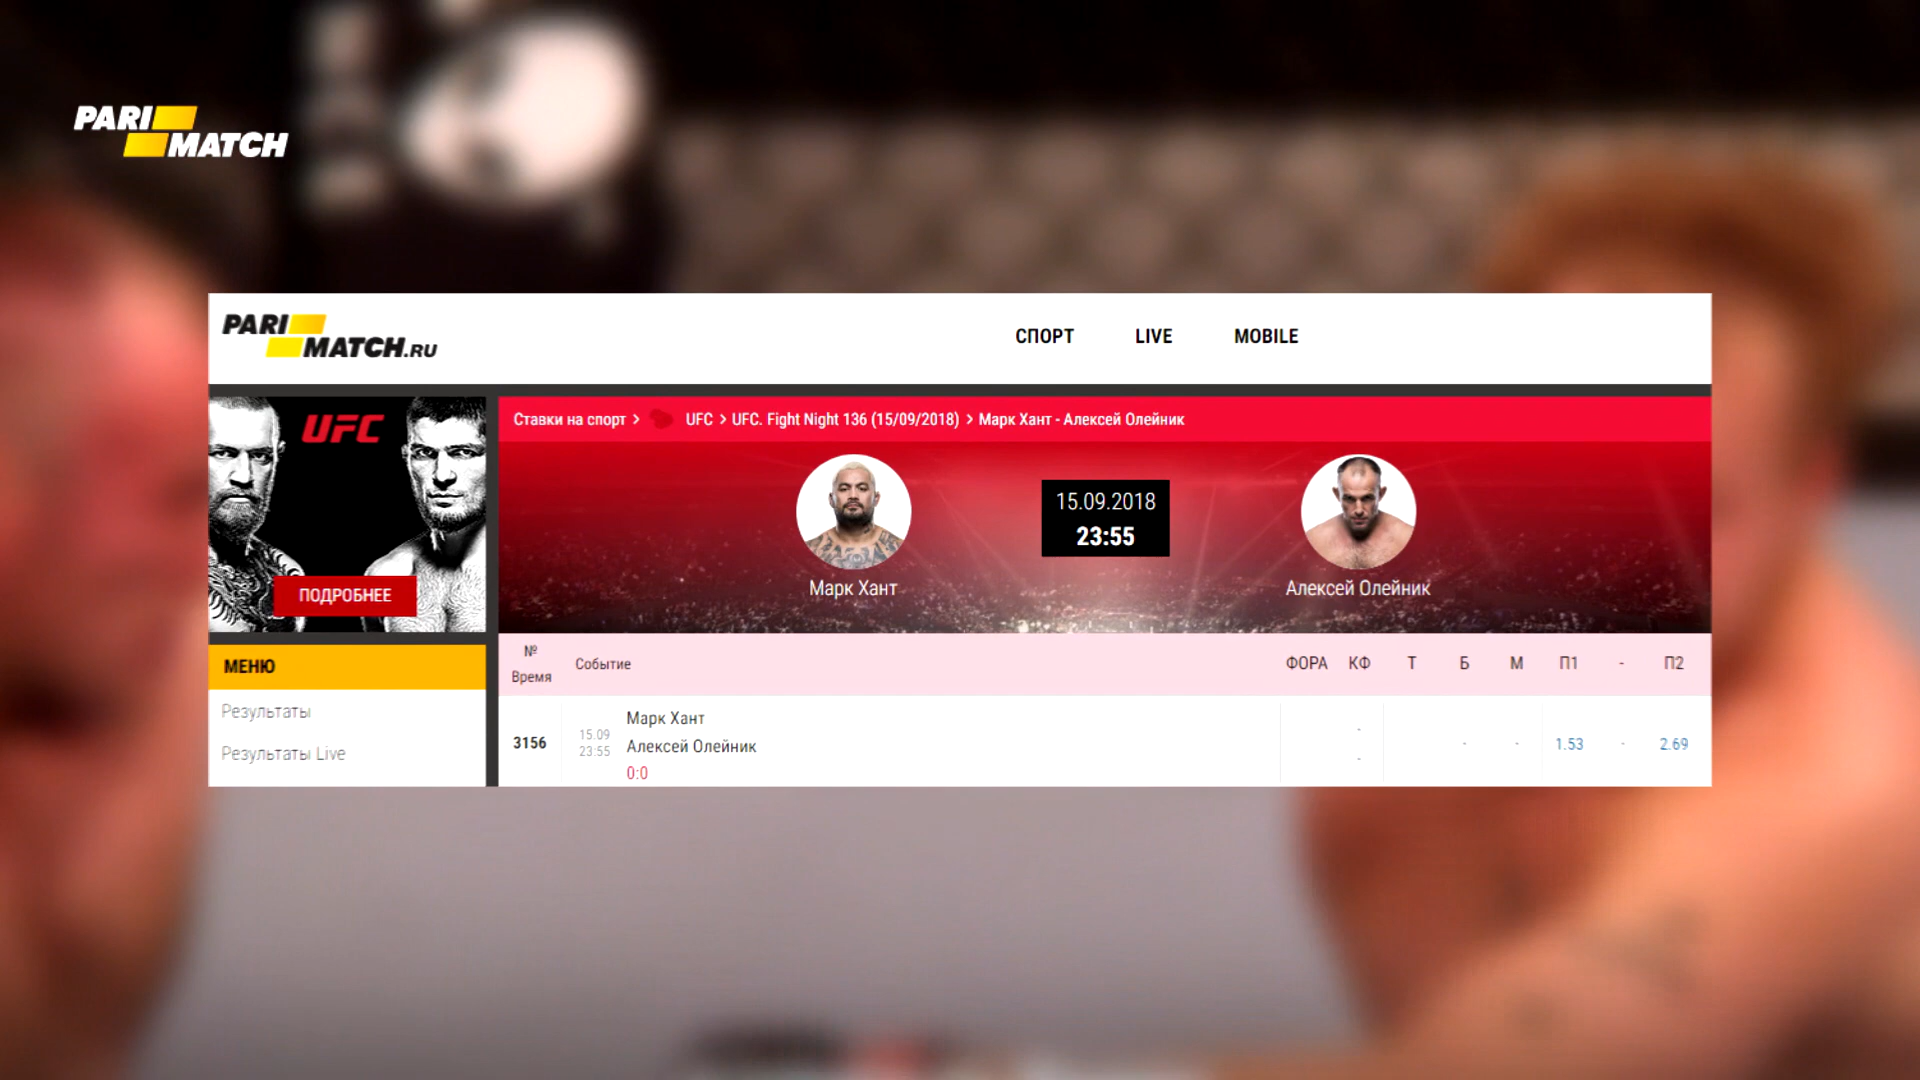 PARI MATCH
PARI MATCH.RU
СПОРТ LIVE MOBILE
UFC
ПОДРОБНЕЕ
Ставки на спорт > UFC > UFC. Fight Night 136 (15/09/2018) > Марк Хант - Алексей Олейник
15.09.2018
23:55
Марк Хант
Алексей Олейник
МЕНЮ
Результаты
Результаты Live
№ Время Событие ФОРА КФ Т Б М П1 - П2
3156
15.09
23:55
Марк Хант
Алексей Олейник
0:0
- - - - 1.53 - 2.69